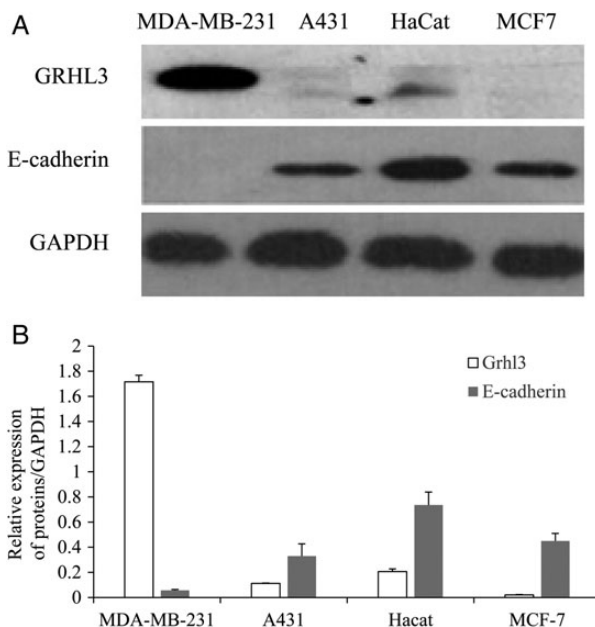 A
MDA-MB-231 A431 HaCat MCF7
GRHL3
E-cadherin
GAPDH
B
Relative expression
of proteins/GAPDH
2
1.8
1.6
1.4
1.2
1
0.8
0.6
0.4
0.2
0
Grhl3
E-cadherin
MDA-MB-231 A431 Hacat MCF-7